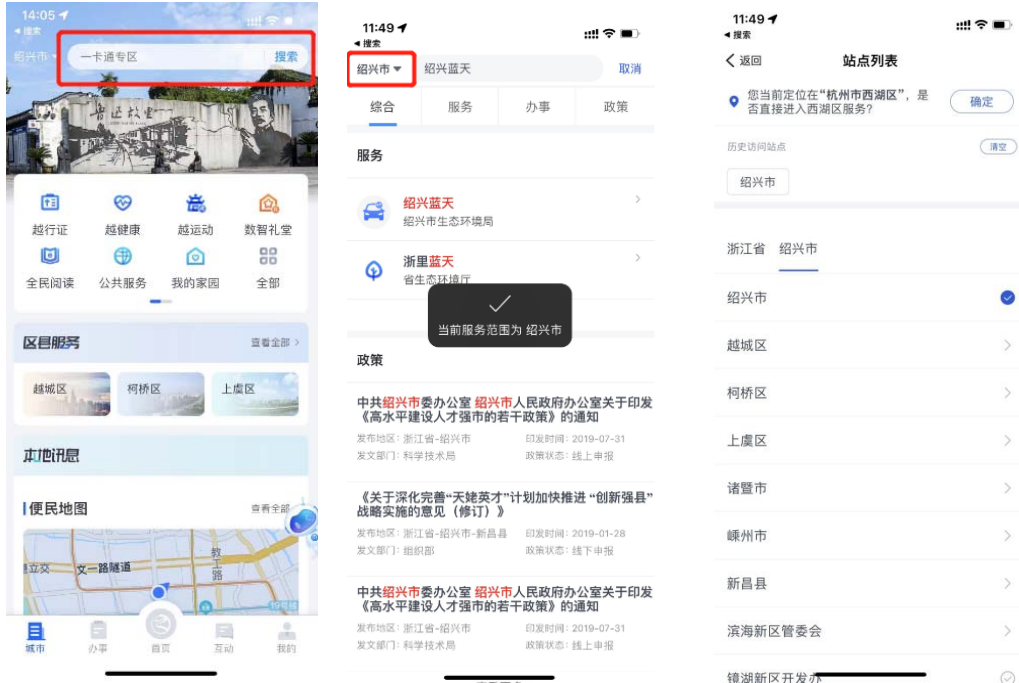 14:05
搜索
绍兴市
一卡通专区
搜索
鲁迅故里
越行证
越健康
越运动
数智礼堂
全民阅读
公共服务
我的家园
全部
区县服务
查看全部
越城区
柯桥区
上虞区
本地讯息
便民地图
查看全部
立交
文一路隧道
教工路
19号线
城市
办事
首页
互动
我的
11:49
搜索
绍兴市
绍兴蓝天
取消
综合
服务
办事
政策
服务
绍兴蓝天
绍兴市生态环境局
浙里蓝天
省生态环境厅
当前服务范围为 绍兴市
政策
中共绍兴市委办公室 绍兴市人民政府办公室关于印发
《高水平建设人才强市的若干政策》的通知
发布地区：浙江省-绍兴市
印发时间：2019-07-31
发文部门：科学技术局
政策状态：线上申报
《关于深化完善“天姥英才”计划加快推进 “创新强县”
战略实施的意见（修订）》
发布地区：浙江省-绍兴市-新昌县
印发时间：2019-01-28
发文部门：组织部
政策状态：线下申报
中共绍兴市委办公室 绍兴市人民政府办公室关于印发
《高水平建设人才强市的若干政策》的通知
发布地区：浙江省-绍兴市
印发时间：2019-07-31
发文部门：科学技术局
政策状态：线上申报
11:49
搜索
返回
站点列表
您当前定位在“杭州市西湖区”，是
否直接进入西湖区服务？
确定
历史访问站点
清空
绍兴市
浙江省
绍兴市
绍兴市
越城区
柯桥区
上虞区
诸暨市
嵊州市
新昌县
滨海新区管委会
镜湖新区开发办